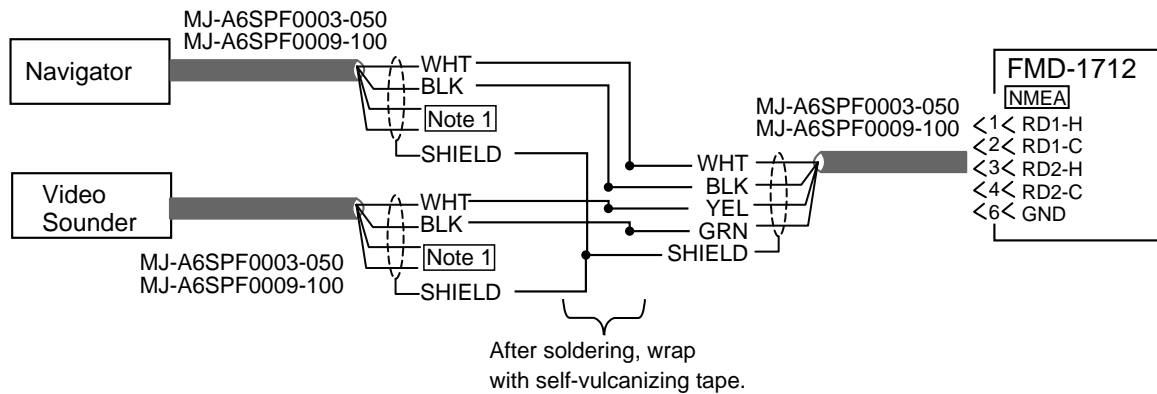 MJ-A6SPF0003-050
MJ-A6SPF0009-100
Navigator
WHT
BLK
Note 1
SHIELD
Video
Sounder
WHT
BLK
Note 1
SHIELD
MJ-A6SPF0003-050
MJ-A6SPF0009-100
MJ-A6SPF0003-050
MJ-A6SPF0009-100
WHT
BLK
YEL
GRN
SHIELD
FMD-1712
NMEA
1 RD1-H
2 RD1-C
3 RD2-H
4 RD2-C
6 GND
After soldering, wrap
with self-vulcanizing tape.